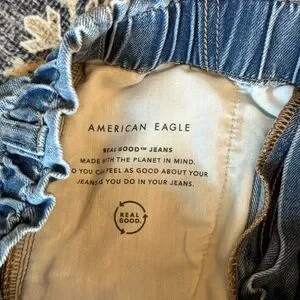 AMERICAN EAGLE
REAL GOOD™ JEANS
MADE WITH THE PLANET IN MIND.
O YOU CAN FEEL AS GOOD ABOUT YOUR
JEANS AS YOU DO IN YOUR JEANS.
REAL
GOOD.